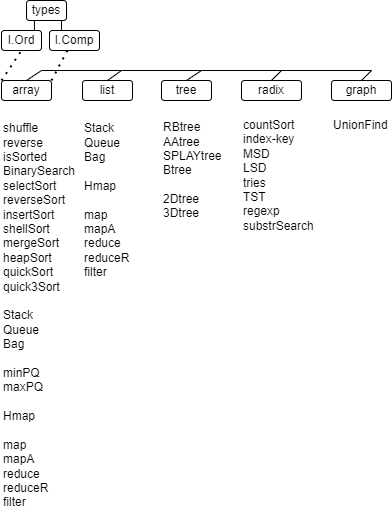 types
I.Ord
I.Comp
array
list
tree
radix
graph
shuffle
reverse
isSorted
BinarySearch
selectSort
reverseSort
insertSort
shellSort
mergeSort
heapSort
quickSort
quick3Sort
Stack
Queue
Bag
minPQ
maxPQ
Hmap
map
mapA
reduce
reduceR
filter
Stack
Queue
Bag
Hmap
map
mapA
reduce
reduceR
filter
RBtree
AAtree
SPLAYtree
Btree
2Dtree
3Dtree
countSort
index-key
MSD
LSD
tries
TST
regexp
substrSearch
UnionFind